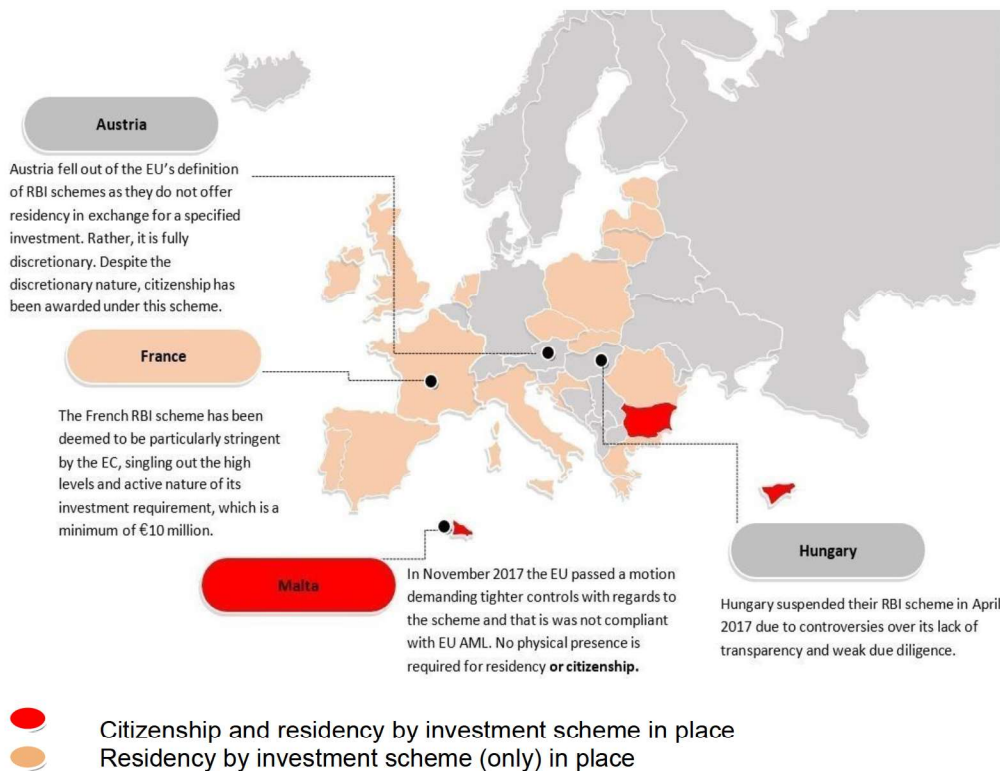 Austria
Austria fell out of the EU's definition
of RBI schemes as they do not offer
residency in exchange for a specified
investment. Rather, it is fully
discretionary. Despite the
discretionary nature, citizenship has
been awarded under this scheme.
France
The French RBI scheme has been
deemed to be particularly stringent
by the EC, singling out the high
levels and active nature of its
investment requirement, which is a
minimum of €10 million.
Malta
In November 2017 the EU passed a motion
demanding tighter controls with regards to
the scheme and that is was not compliant
with EU AML. No physical presence is
required for residency or citizenship.
Hungary
Hungary suspended their RBI scheme in April
2017 due to controversies over its lack of
transparency and weak due diligence.
Citizenship and residency by investment scheme in place
Residency by investment scheme (only) in place